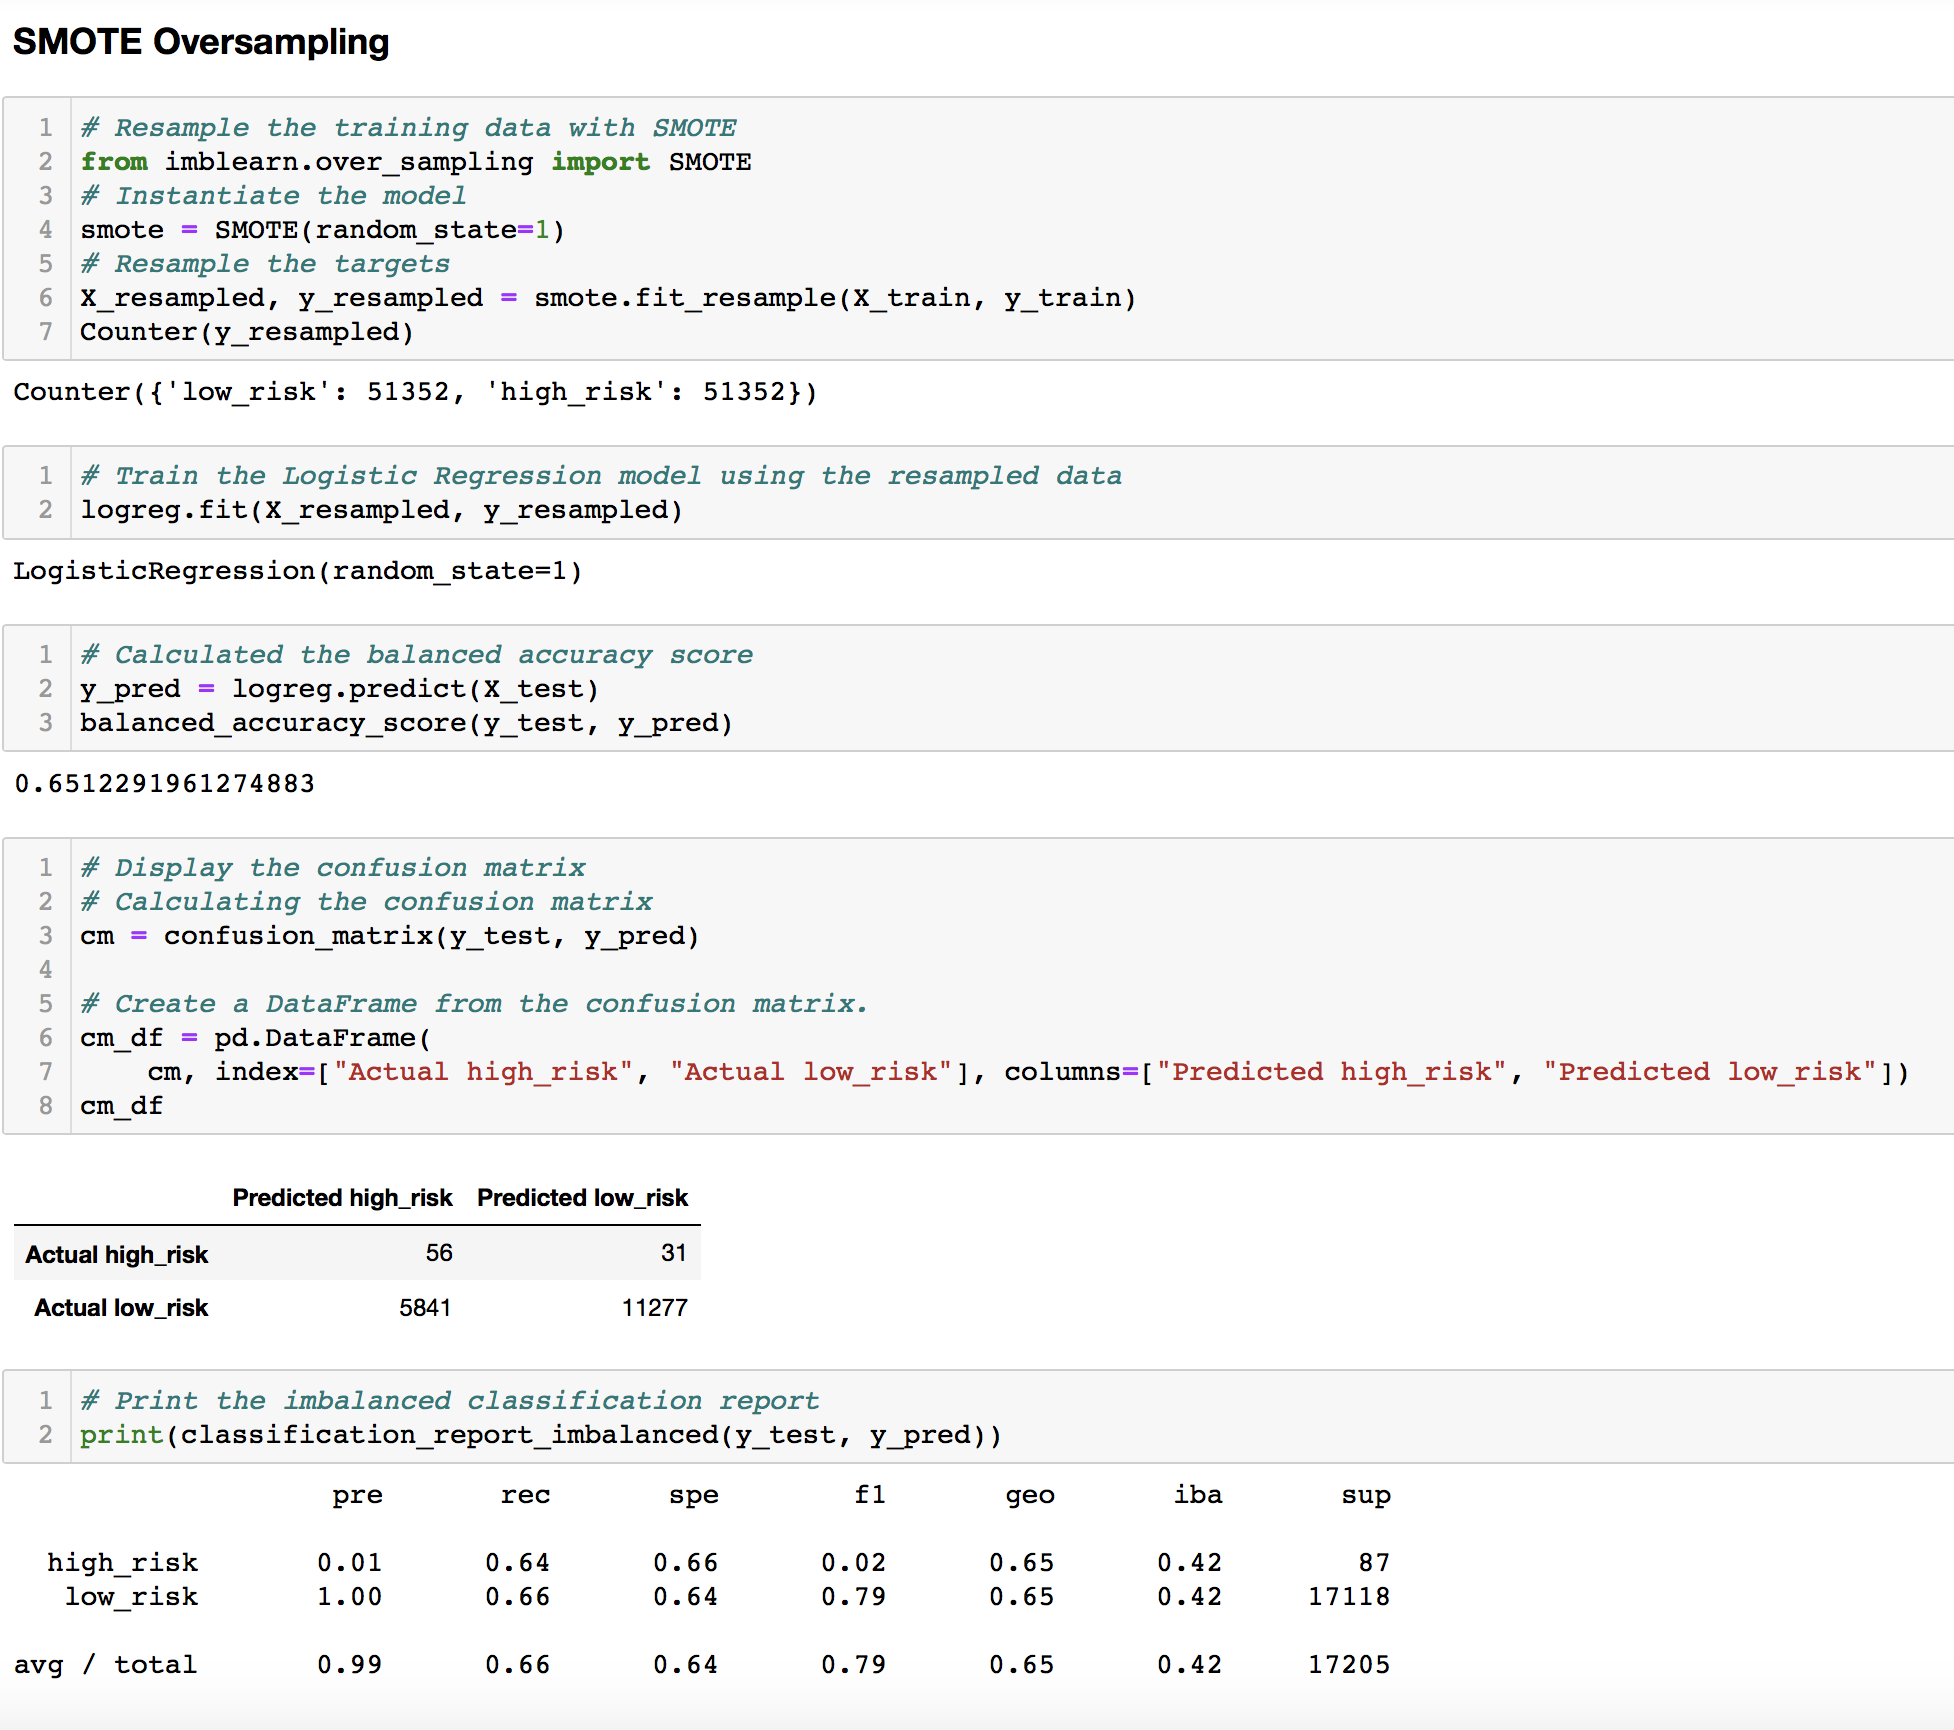 SMOTE Oversampling
1 # Resample the training data with SMOTE
2 from imblearn.over_sampling import SMOTE
3 # Instantiate the model
4 smote = SMOTE(random_state=1)
5 # Resample the targets
6 X_resampled, y_resampled = smote.fit_resample(X_train, y_train)
7 Counter(y_resampled)
Counter({'low_risk': 51352, 'high_risk': 51352})
1 # Train the Logistic Regression model using the resampled data
2 logreg.fit(X_resampled, y_resampled)
LogisticRegression(random_state=1)
1 # Calculated the balanced accuracy score
2 y_pred = logreg.predict(X_test)
3 balanced_accuracy_score(y_test, y_pred)
0.6512291961274883
1 # Display the confusion matrix
2 # Calculating the confusion matrix
3 cm = confusion_matrix(y_test, y_pred)
4
5 # Create a DataFrame from the confusion matrix.
6 cm_df = pd.DataFrame(
7     cm, index=["Actual high_risk", "Actual low_risk"], columns=["Predicted high_risk", "Predicted low_risk"])
8 cm_df
Predicted high_risk Predicted low_risk
Actual high_risk 56 31
Actual low_risk 5841 11277
1 # Print the imbalanced classification report
2 print(classification_report_imbalanced(y_test, y_pred))
pre rec spe f1 geo iba sup
high_risk 0.01 0.64 0.66 0.02 0.65 0.42 87
low_risk 1.00 0.66 0.64 0.79 0.65 0.42 17118
avg / total 0.99 0.66 0.64 0.79 0.65 0.42 17205